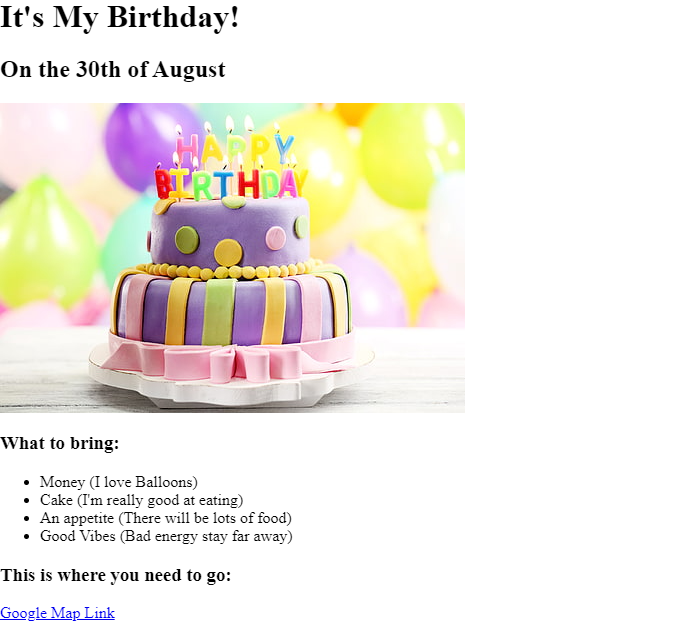 It's My Birthday!
On the 30th of August
HAPPY
BIRTHDAY
What to bring:
Money (I love Balloons)
Cake (I'm really good at eating)
An appetite (There will be lots of food)
Good Vibes (Bad energy stay far away)
This is where you need to go:
Google Map Link